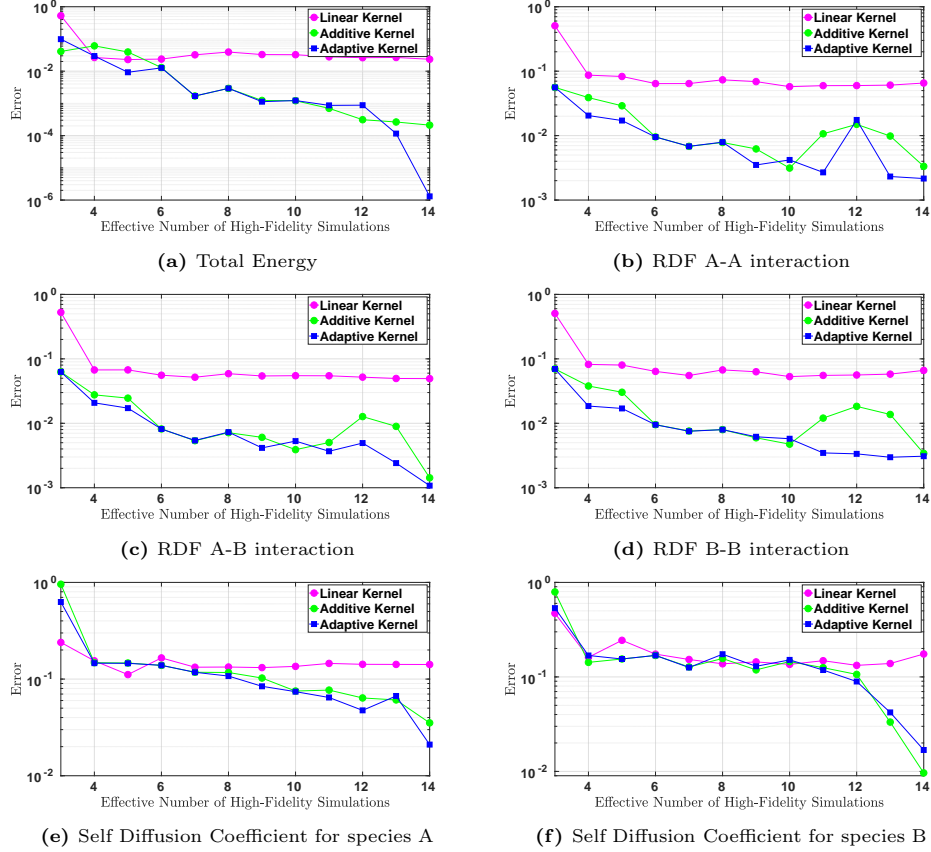 10^0
10^-2
10^-4
10^-6
Error
4 6 8 10 12 14
Effective Number of High-Fidelity Simulations
Linear Kernel
Additive Kernel
Adaptive Kernel
(a) Total Energy
10^0
10^-1
10^-2
10^-3
Error
4 6 8 10 12 14
Effective Number of High-Fidelity Simulations
Linear Kernel
Additive Kernel
Adaptive Kernel
(b) RDF A-A interaction
10^0
10^-1
10^-2
10^-3
Error
4 6 8 10 12 14
Effective Number of High-Fidelity Simulations
Linear Kernel
Additive Kernel
Adaptive Kernel
(c) RDF A-B interaction
10^0
10^-1
10^-2
10^-3
Error
4 6 8 10 12 14
Effective Number of High-Fidelity Simulations
Linear Kernel
Additive Kernel
Adaptive Kernel
(d) RDF B-B interaction
10^0
10^-1
10^-2
Error
4 6 8 10 12 14
Effective Number of High-Fidelity Simulations
Linear Kernel
Additive Kernel
Adaptive Kernel
(e) Self Diffusion Coefficient for species A
10^0
10^-1
10^-2
Error
4 6 8 10 12 14
Effective Number of High-Fidelity Simulations
Linear Kernel
Additive Kernel
Adaptive Kernel
(f) Self Diffusion Coefficient for species B